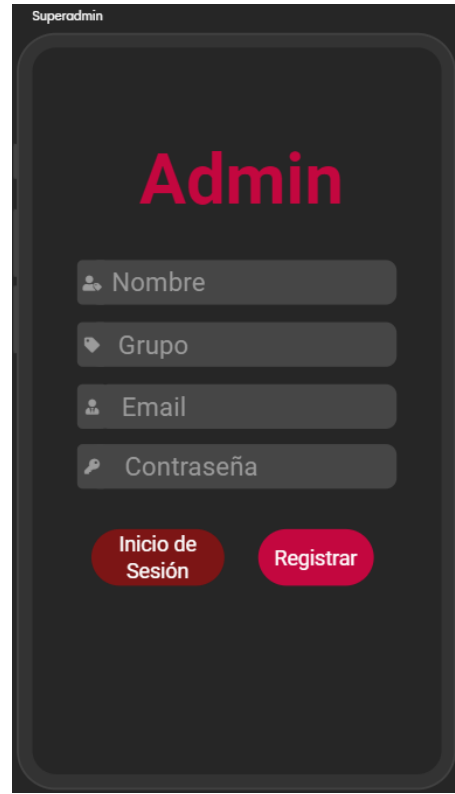 Superadmin
Admin
Nombre
Grupo
Email
Contraseña
Inicio de
Sesión
Registrar